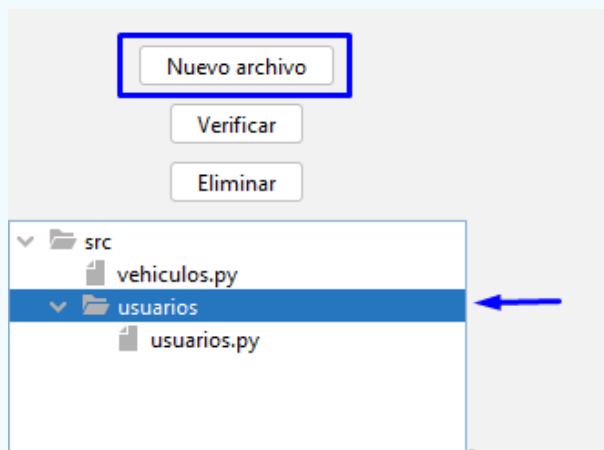 Nuevo archivo
Verificar
Eliminar
src
vehiculos.py
usuarios
usuarios.py